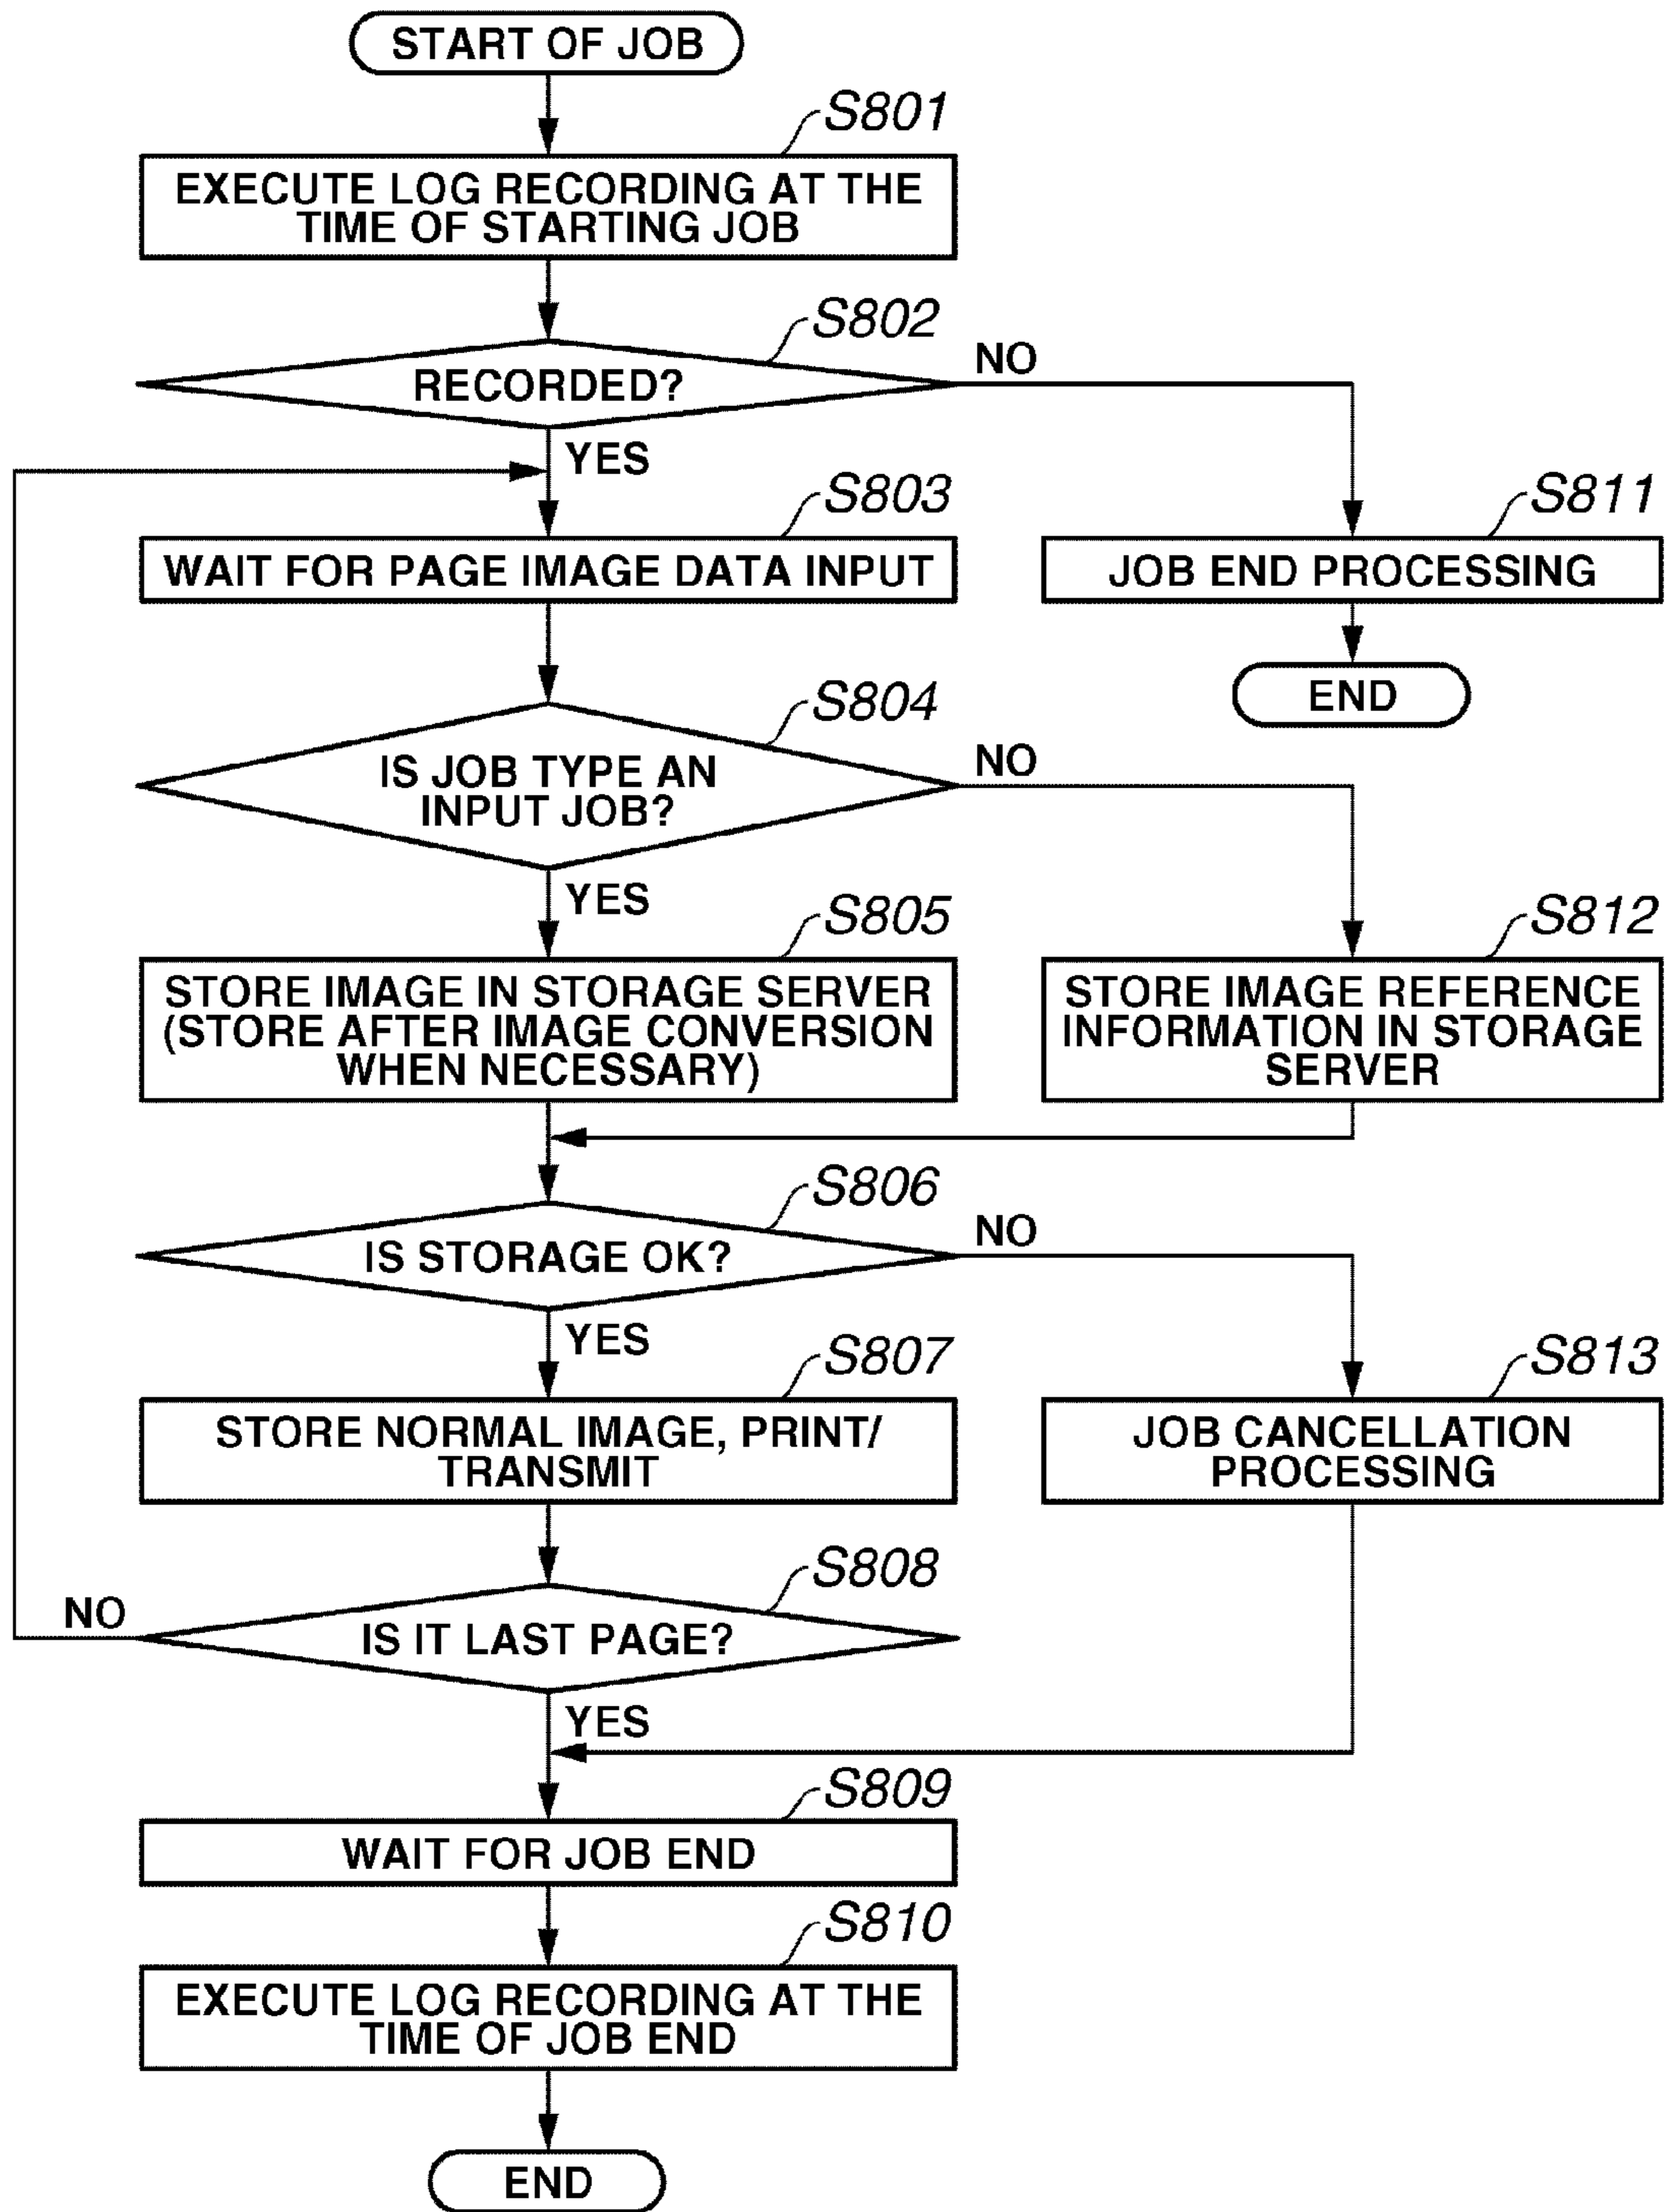 START OF JOB
S801
EXECUTE LOG RECORDING AT THE
TIME OF STARTING JOB
S802
RECORDED?
NO
YES
S803
WAIT FOR PAGE IMAGE DATA INPUT
S811
JOB END PROCESSING
END
S804
IS JOB TYPE AN
INPUT JOB?
NO
YES
S805
STORE IMAGE IN STORAGE SERVER
(STORE AFTER IMAGE CONVERSION
WHEN NECESSARY)
S812
STORE IMAGE REFERENCE
INFORMATION IN STORAGE
SERVER
S806
IS STORAGE OK?
NO
YES
S807
STORE NORMAL IMAGE, PRINT/
TRANSMIT
S813
JOB CANCELLATION
PROCESSING
S808
NO
IS IT LAST PAGE?
YES
S809
WAIT FOR JOB END
S810
EXECUTE LOG RECORDING AT THE
TIME OF JOB END
END